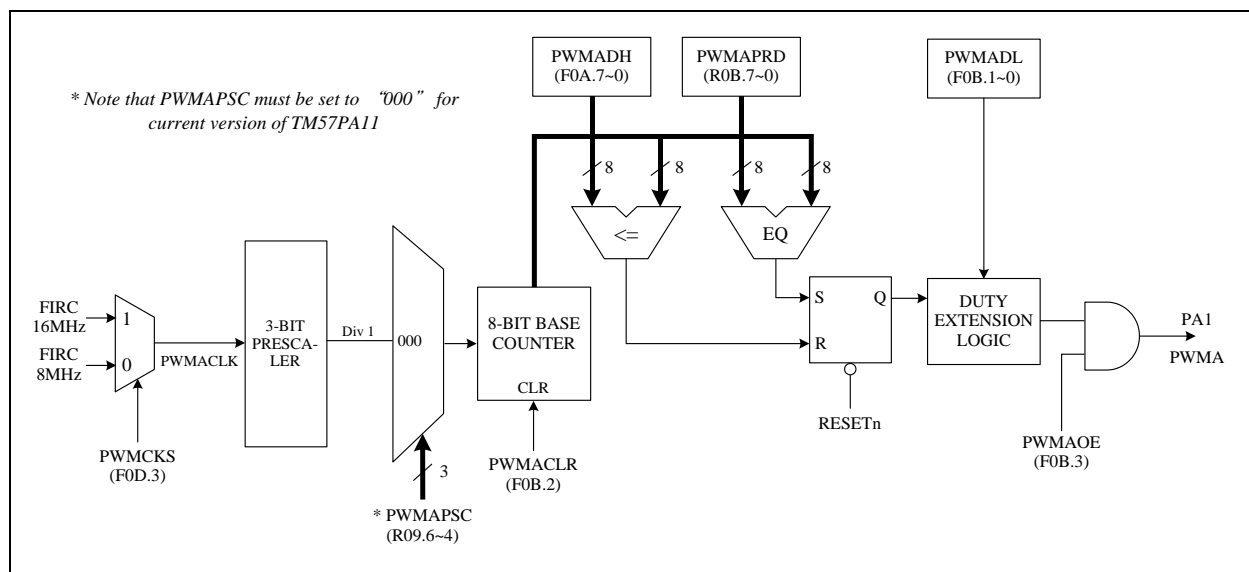 PWMADH
(F0A.7~0)
PWMAPRD
(R0B.7~0)
PWMADL
(F0B.1~0)
* Note that PWMAPSC must be set to “000” for
current version of TM57PA11
8
8
8
8
<=
EQ
FIRC
16MHz
1
FIRC
8MHz
0
PWMACLK
PWMCKS
(F0D.3)
3-BIT
PRESCA-
LER
Div 1
000
3
* PWMAPSC
(R09.6~4)
8-BIT BASE
COUNTER
CLR
PWMACLR
(F0B.2)
S
Q
R
RESETn
DUTY
EXTENSION
LOGIC
PWMAOE
(F0B.3)
PA1
PWMA